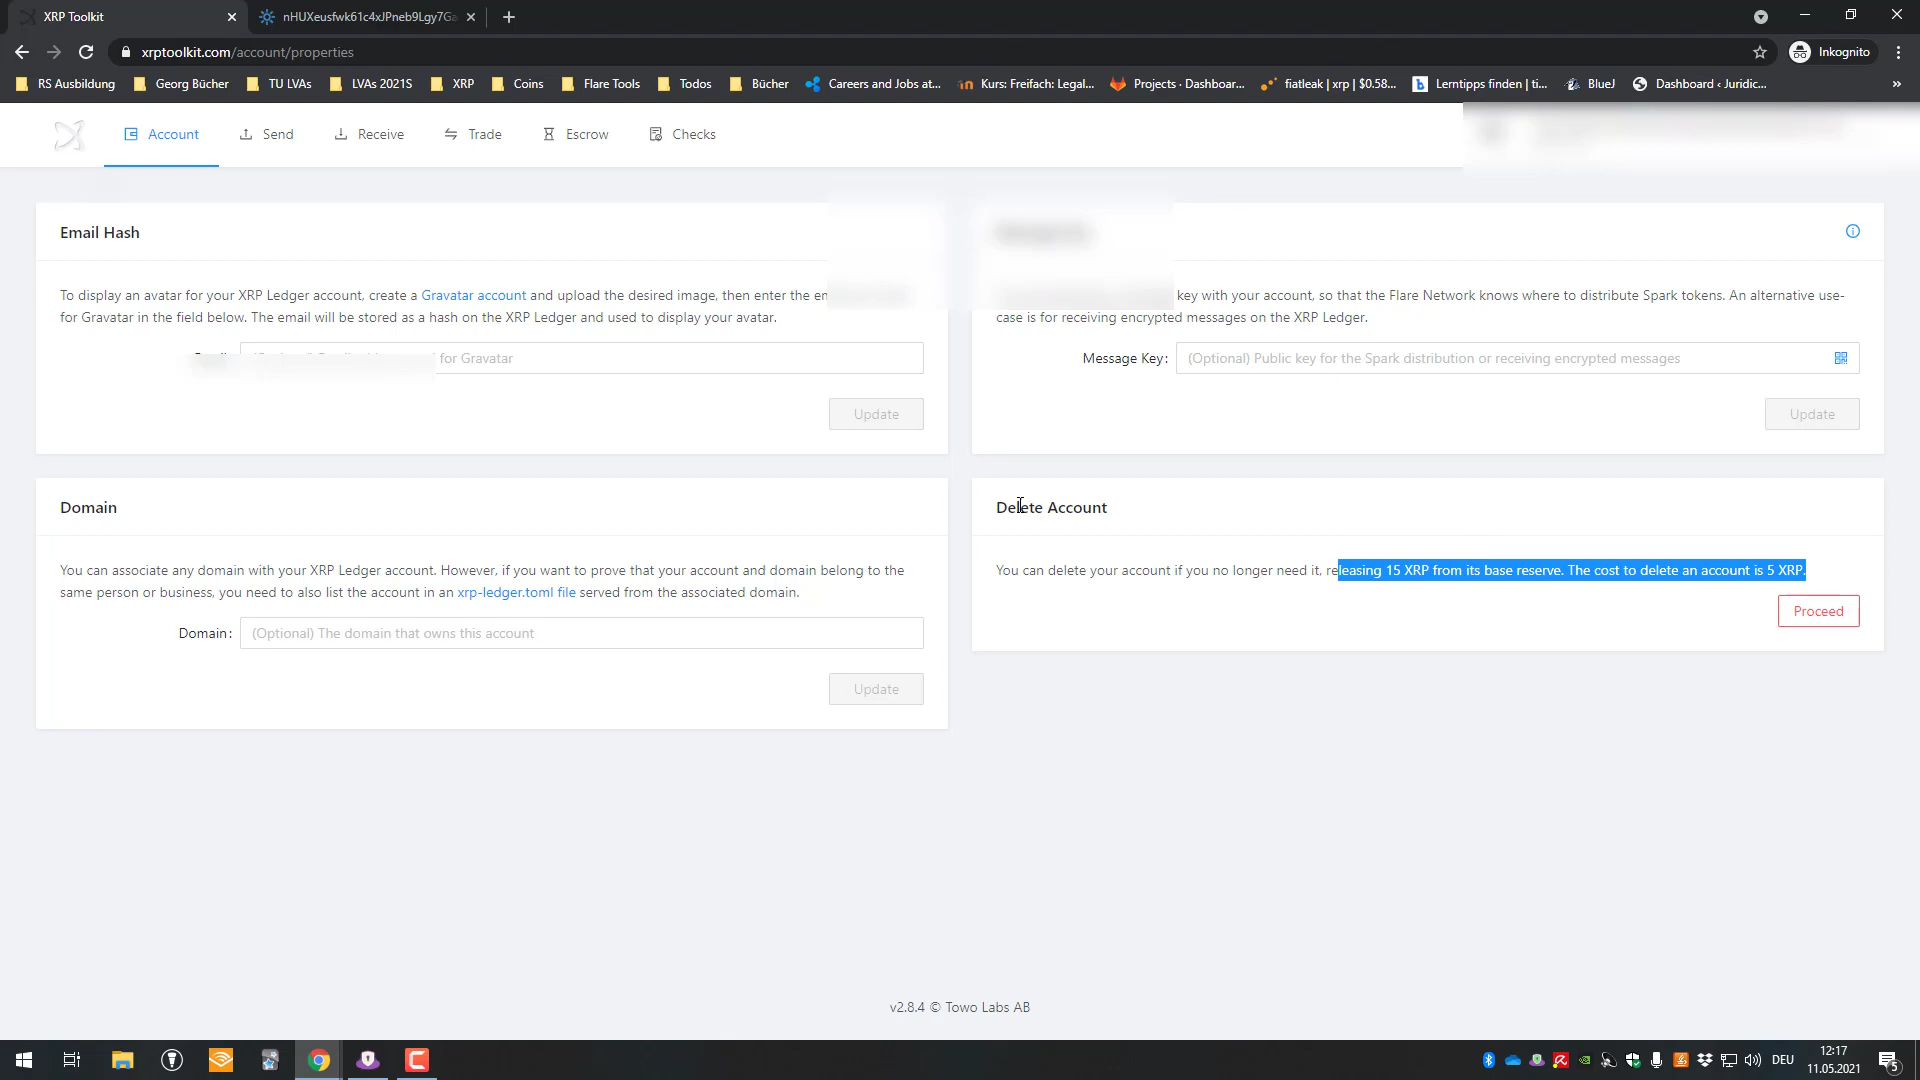 XRP Toolkit
nHUXeusfwk61c4xJPneb9Lgy7Ga
xrptoolkit.com/account/properties
Inkognito
RS Ausbildung
Georg Bücher
TU LVAs
LVAs 2021S
XRP
Coins
Flare Tools
Todos
Bücher
Careers and Jobs at...
Kurs: Freifach: Legal...
Projects · Dashboar...
fiatleak | xrp | $0.58...
Lerntipps finden | ti...
BlueJ
Dashboard ‹ Juridic...
»
Account
Send
Receive
Trade
Escrow
Checks
Email Hash
To display an avatar for your XRP Ledger account, create a Gravatar account and upload the desired image, then enter the
for Gravatar in the field below. The email will be stored as a hash on the XRP Ledger and used to display your avatar.
for Gravatar
Update
key with your account, so that the Flare Network knows where to distribute Spark tokens. An alternative use-
case is for receiving encrypted messages on the XRP Ledger.
Message Key:
(Optional) Public key for the Spark distribution or receiving encrypted messages
Update
Domain
You can associate any domain with your XRP Ledger account. However, if you want to prove that your account and domain belong to the
same person or business, you need to also list the account in an xrp-ledger.toml file served from the associated domain.
Domain:
(Optional) The domain that owns this account
Update
Delete Account
You can delete your account if you no longer need it, releasing 15 XRP from its base reserve. The cost to delete an account is 5 XRP.
Proceed
v2.8.4 © Towo Labs AB
DEU
12:17
11.05.2021
5